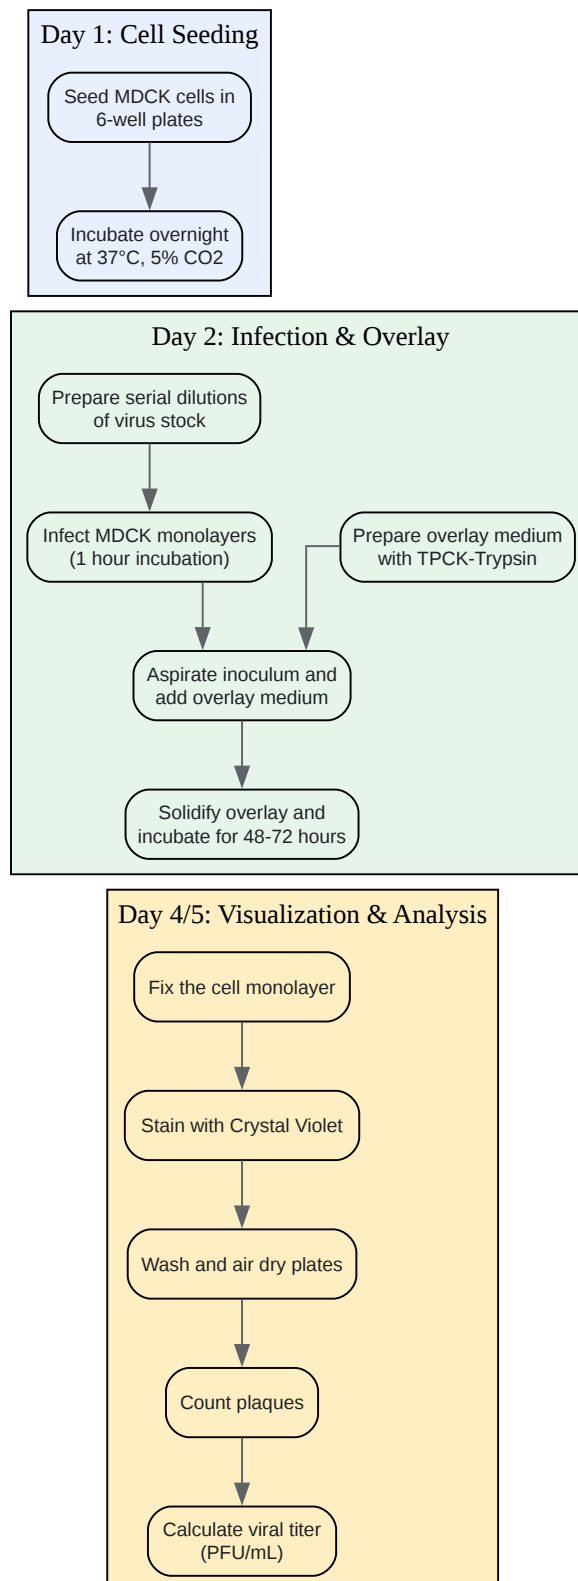 Day 1: Cell Seeding
Seed MDCK cells in
6-well plates
Incubate overnight
at 37°C, 5% CO2
Day 2: Infection & Overlay
Prepare serial dilutions
of virus stock
Infect MDCK monolayers
(1 hour incubation)
Prepare overlay medium
with TPCK-Trypsin
Aspirate inoculum and
add overlay medium
Solidify overlay and
incubate for 48-72 hours
Day 4/5: Visualization & Analysis
Fix the cell monolayer
Stain with Crystal Violet
Wash and air dry plates
Count plaques
Calculate viral titer
(PFU/mL)